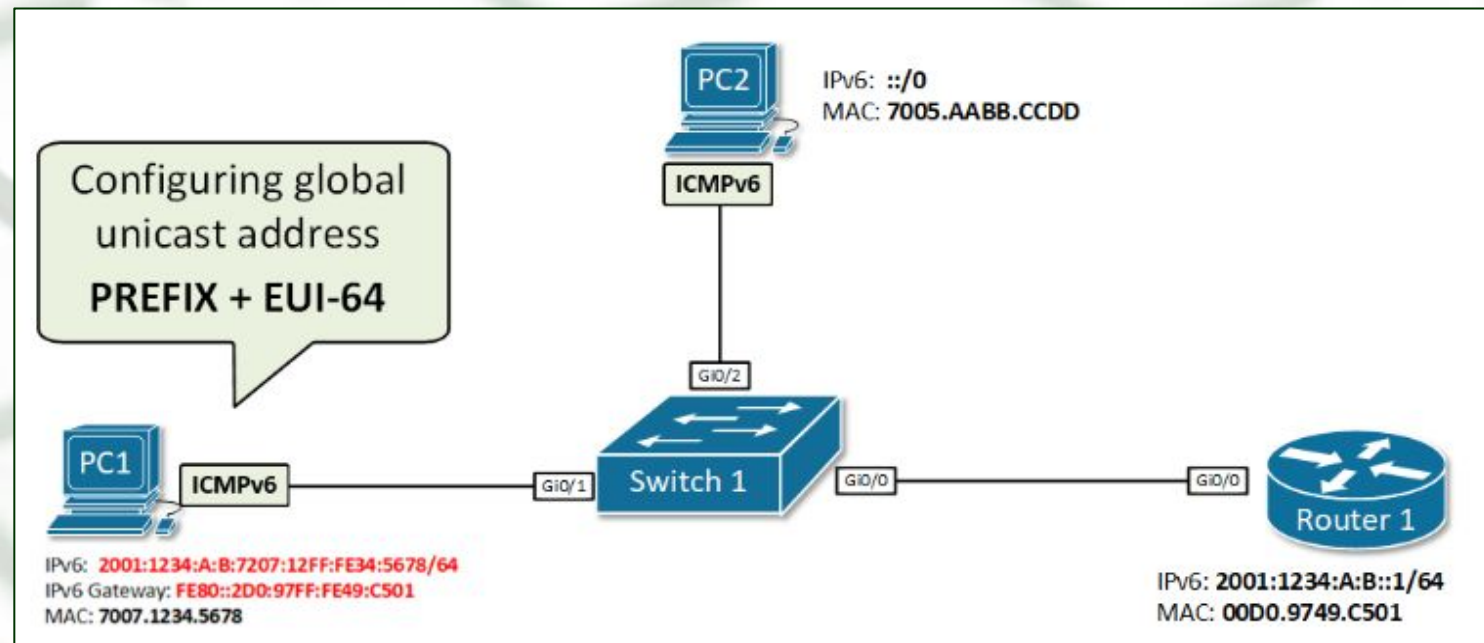 PC2
IPv6: ::/0
MAC: 7005.AABB.CCDD
ICMPv6
Configuring global
unicast address
PREFIX + EUI-64
Gi0/2
PC1
ICMPv6
Gi0/1
Switch 1
Gi0/0
Gi0/0
Router 1
IPv6: 2001:1234:A:B:7207:12FF:FE34:5678/64
IPv6 Gateway: FE80::2D0:97FF:FE49:C501
MAC: 7007.1234.5678
IPv6: 2001:1234:A:B::1/64
MAC: 00D0.9749.C501